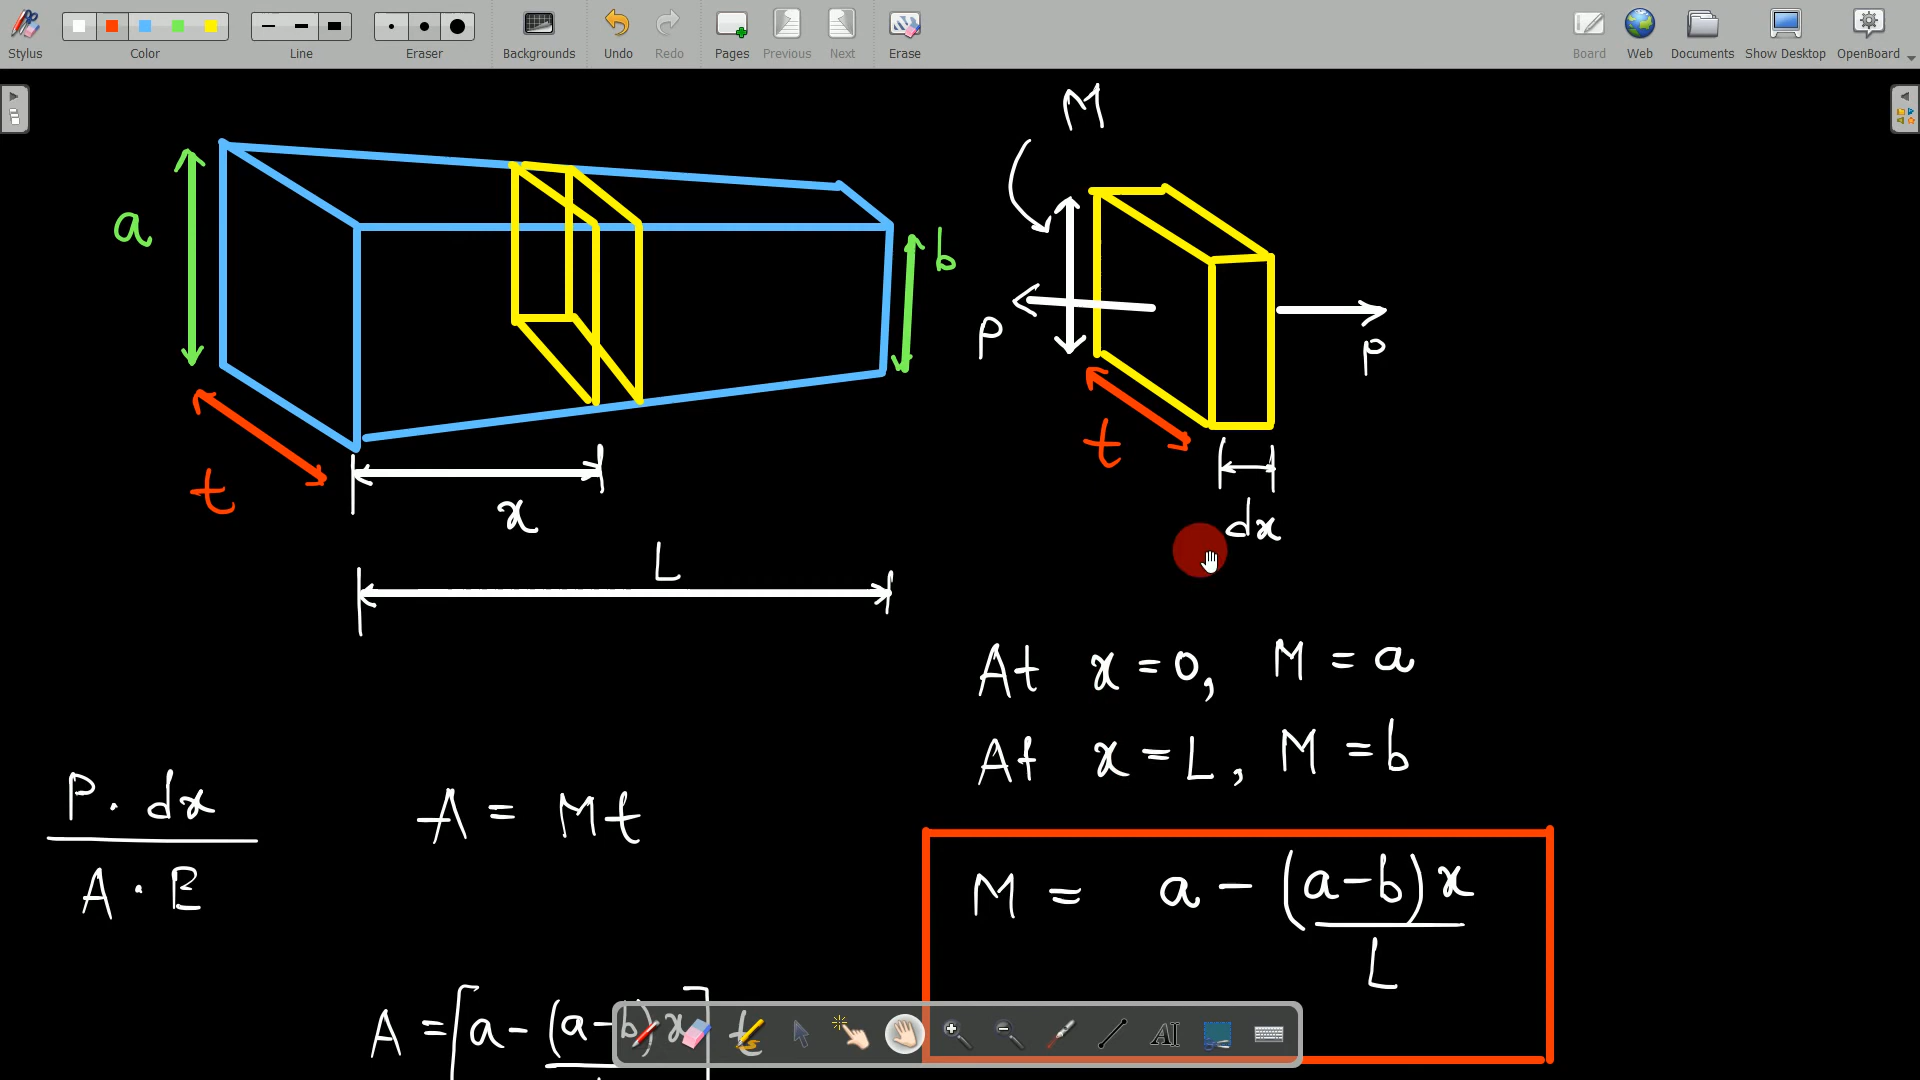 Stylus Color Line Eraser Backgrounds Undo Redo Pages Previous Next Erase Board Web Documents Show Desktop OpenBoard
M
a
b
P
P
t
t
x
dx
L
At x = 0, M = a
At x = L, M = b
P. dx
A . E
A = Mt
M = a - (a-b)x
L
A = [a - (a-b)x] t
AI